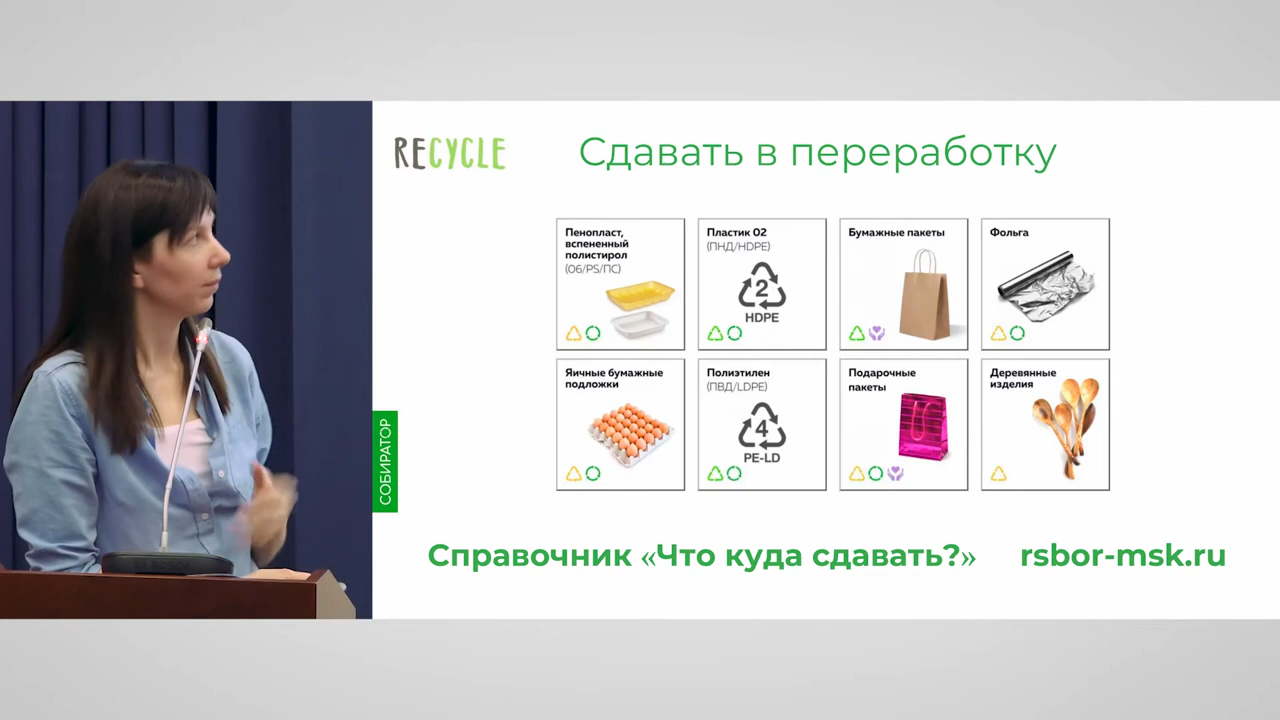 RECYCLE
Сдавать в переработку
Пенопласт,
вспененный
полистирол
(06/PS/ПС)
Пластик 02
(ПНД/HDPE)
2
HDPE
Бумажные пакеты
Фольга
Яичные бумажные
подложки
Полиэтилен
(ПВД/LDPE)
4
PE-LD
Подарочные
пакеты
Деревянные
изделия
СОБИРАТОР
Справочник «Что куда сдавать?» rsbor-msk.ru